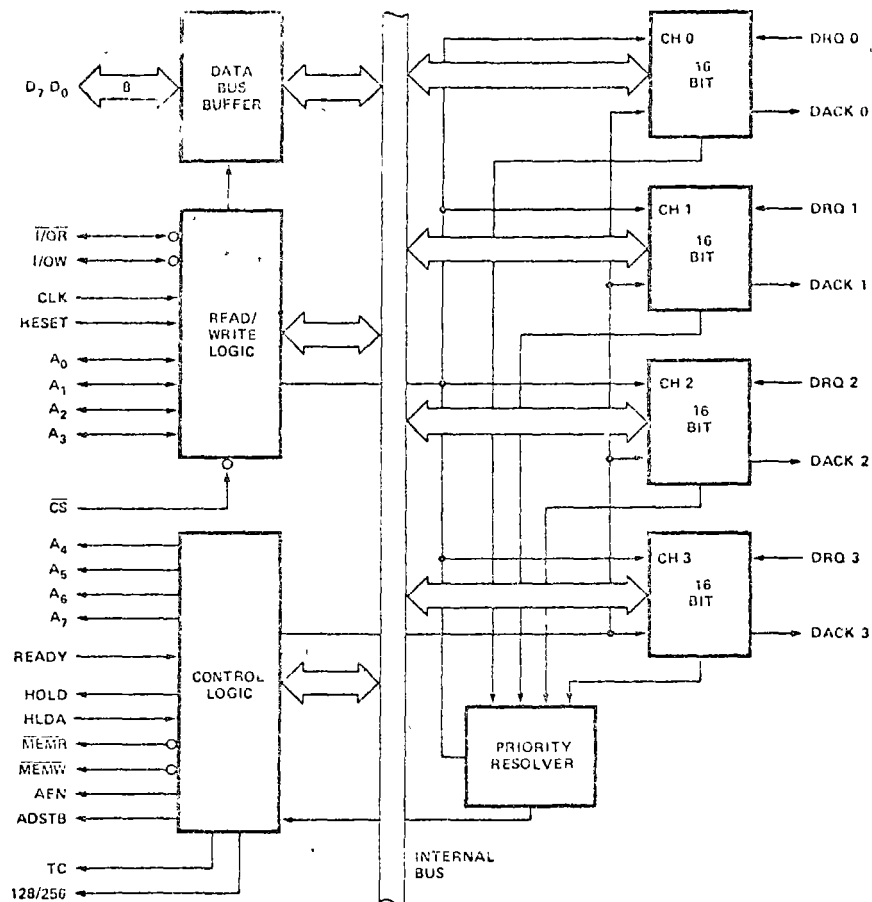 D7 D0
8
DATA
BUS
BUFFER
I/OR
I/OW
CLK
RESET
A0
A1
A2
A3
READ/
WRITE
LOGIC
CS
A4
A5
A6
A7
READY
HOLD
HLDA
MEMR
MEMW
AEN
ADSTB
TC
128/256
CONTROL
LOGIC
INTERNAL
BUS
CH 0
16
BIT
DRQ 0
DACK 0
CH 1
16
BIT
DRQ 1
DACK 1
CH 2
16
BIT
DRQ 2
DACK 2
CH 3
16
BIT
DRQ 3
DACK 3
PRIORITY
RESOLVER